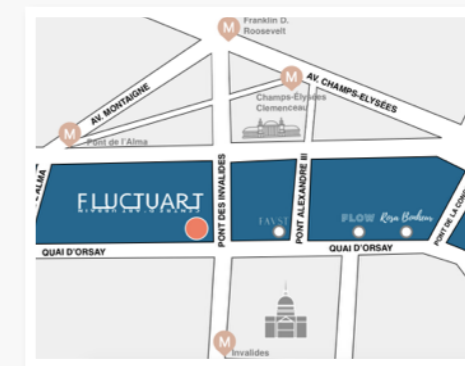 M
Franklin D.
Roosevelt
M
AV. CHAMPS-ELYSÉES
Champs-Élysées
Clemenceau
AV. MONTAIGNE
M
Pont de l'Alma
FLUCTUART
PONT DES INVALIDES
FAUST
PONT ALEXANDRE III
FLOW
Rosa Bonheur
QUAI D'ORSAY
QUAI D'ORSAY
M
Invalides